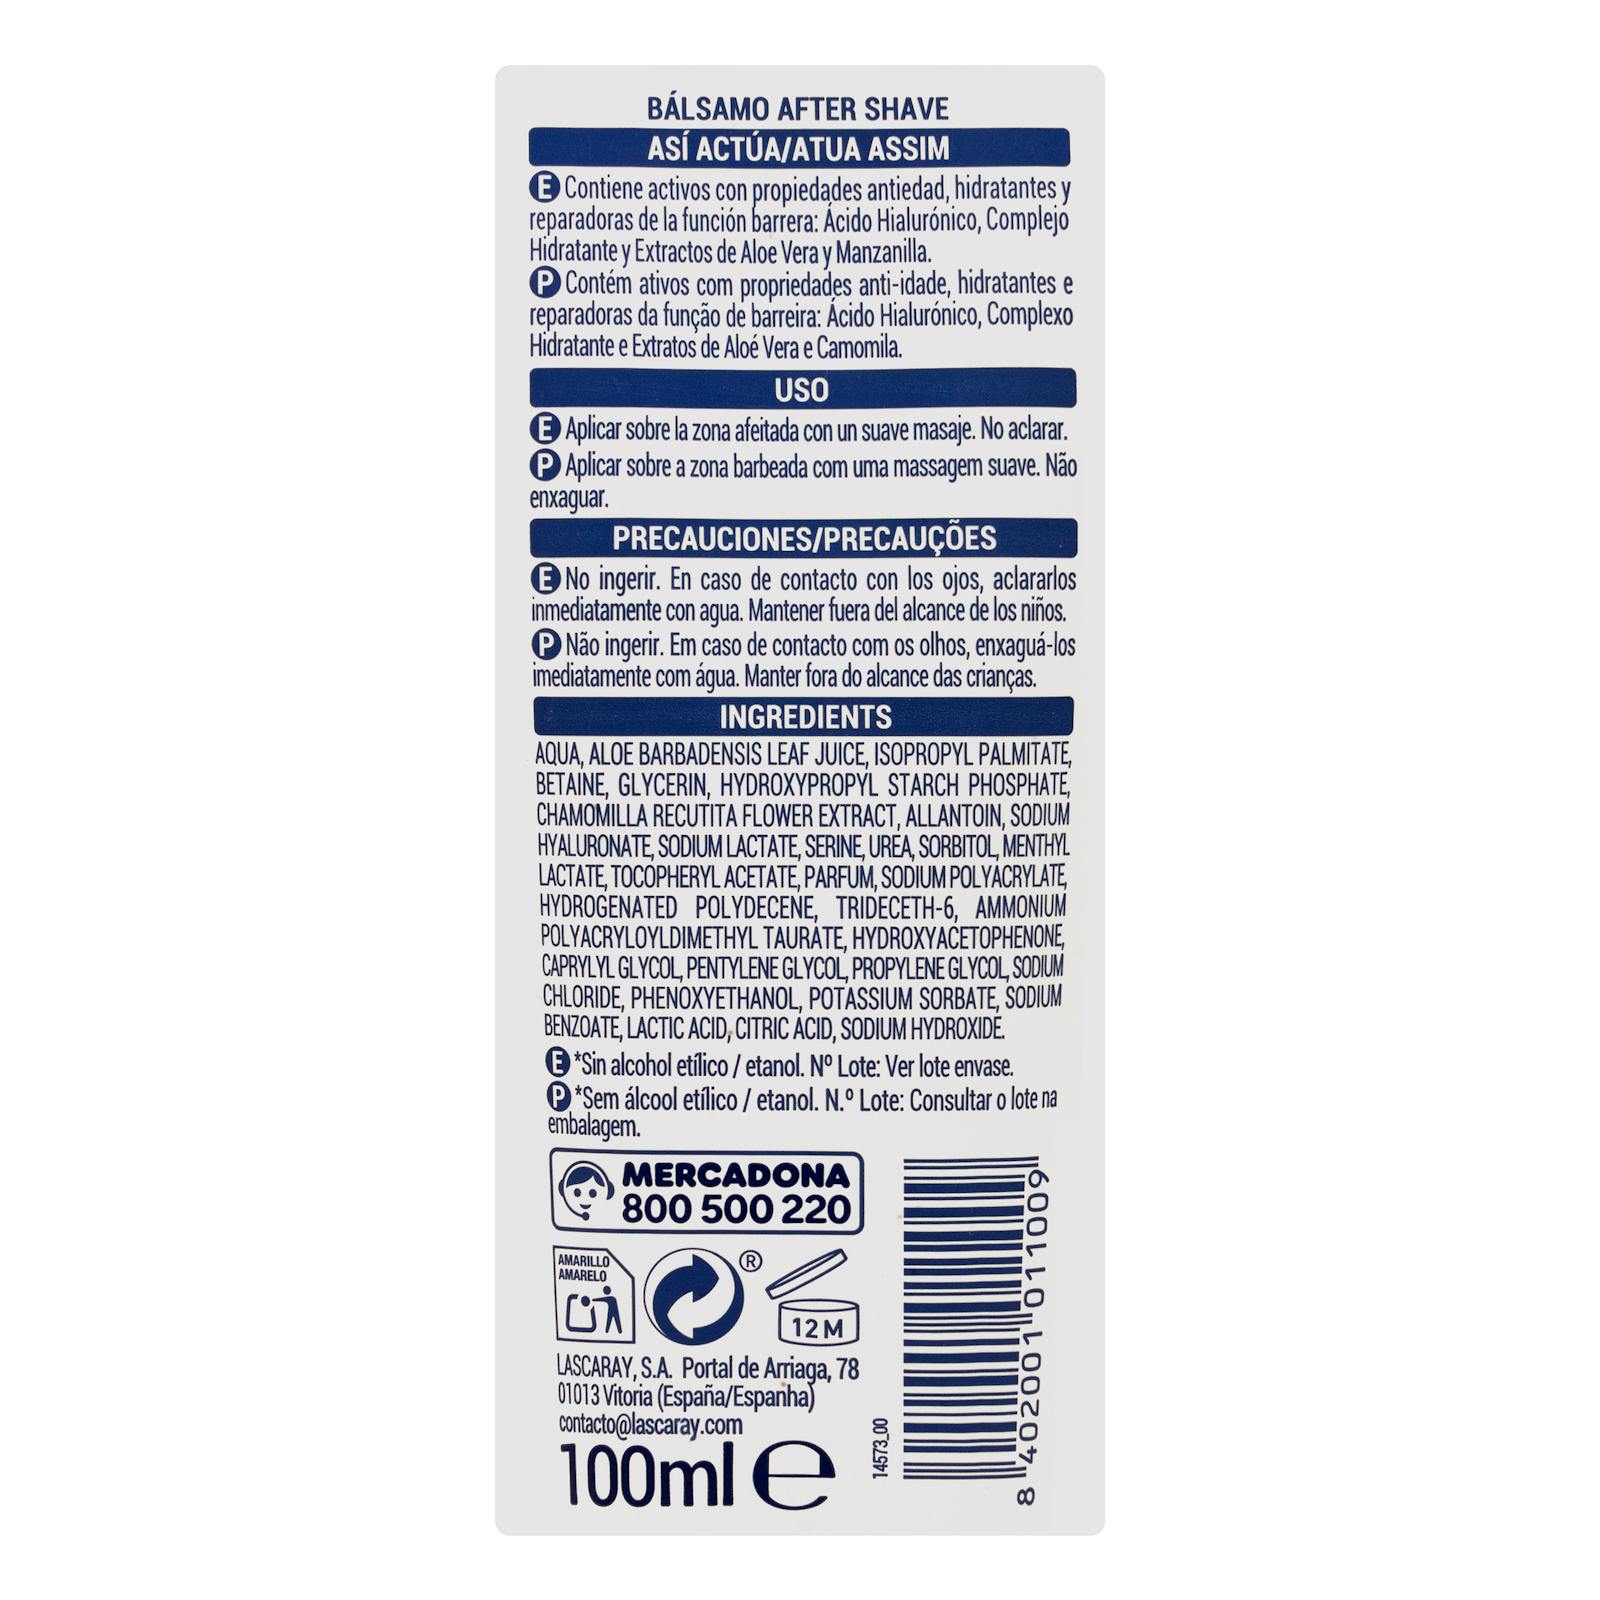 BÁLSAMO AFTER SHAVE
ASÍ ACTÚA/ATUA ASSIM
E Contiene activos con propiedades antiedad, hidratantes y
reparadoras de la función barrera: Ácido Hialurónico, Complejo
Hidratante y Extractos de Aloe Vera y Manzanilla.
P Contém ativos com propriedades anti-idade, hidratantes e
reparadoras da função de barreira: Ácido Hialurónico, Complexo
Hidratante e Extratos de Aloé Vera e Camomila.
USO
E Aplicar sobre la zona afeitada con un suave masaje. No aclarar.
P Aplicar sobre a zona barbeada com uma massagem suave. Não
enxaguar.
PRECAUCIONES/PRECAUÇÕES
E No ingerir. En caso de contacto con los ojos, aclararlos
inmediatamente con agua. Mantener fuera del alcance de los niños.
P Não ingerir. Em caso de contacto com os olhos, enxaguá-los
imediatamente com água. Manter fora do alcance das crianças.
INGREDIENTS
AQUA, ALOE BARBADENSIS LEAF JUICE, ISOPROPYL PALMITATE,
BETAINE, GLYCERIN, HYDROXYPROPYL STARCH PHOSPHATE,
CHAMOMILLA RECUTITA FLOWER EXTRACT, ALLANTOIN, SODIUM
HYALURONATE, SODIUM LACTATE, SERINE, UREA, SORBITOL, MENTHYL
LACTATE, TOCOPHERYL ACETATE, PARFUM, SODIUM POLYACRYLATE,
HYDROGENATED POLYDECENE, TRIDECETH-6, AMMONIUM
POLYACRYLOYLDIMETHYL TAURATE, HYDROXYACETOPHENONE,
CAPRYLYL GLYCOL, PENTYLENE GLYCOL, PROPYLENE GLYCOL, SODIUM
CHLORIDE, PHENOXYETHANOL, POTASSIUM SORBATE, SODIUM
BENZOATE, LACTIC ACID, CITRIC ACID, SODIUM HYDROXIDE.
E *Sin alcohol etílico / etanol. Nº Lote: Ver lote envase.
P *Sem álcool etílico / etanol. N.º Lote: Consultar o lote na
embalagem.
MERCADONA
800 500 220
AMARILLO
AMARELO
®
12 M
LASCARAY, S.A. Portal de Arriaga, 78
01013 Vitoria (España/Espanha)
contacto@lascaray.com
100ml e
14573_00
8 402001 011009